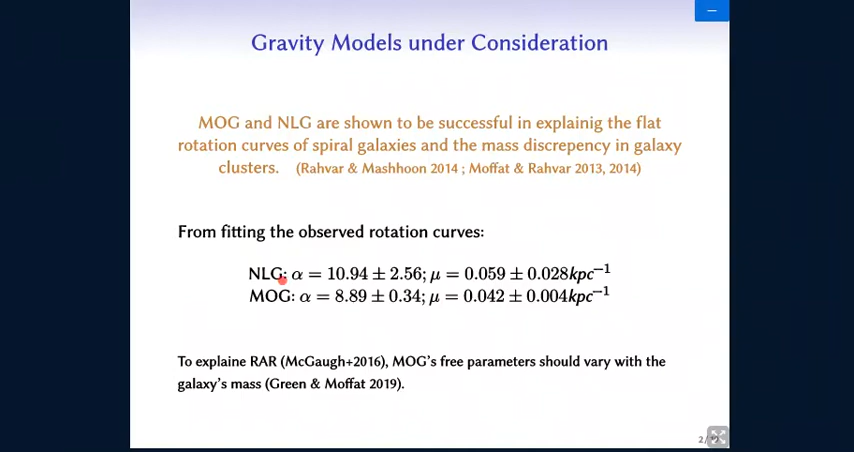 Gravity Models under Consideration
MOG and NLG are shown to be successful in explainig the flat
rotation curves of spiral galaxies and the mass discrepency in galaxy
clusters. (Rahvar & Mashhoon 2014 ; Moffat & Rahvar 2013, 2014)
From fitting the observed rotation curves:
NLG: α = 10.94 ± 2.56; μ = 0.059 ± 0.028kpc⁻¹
MOG: α = 8.89 ± 0.34; μ = 0.042 ± 0.004kpc⁻¹
To explaine RAR (McGaugh+2016), MOG's free parameters should vary with the
galaxy's mass (Green & Moffat 2019).